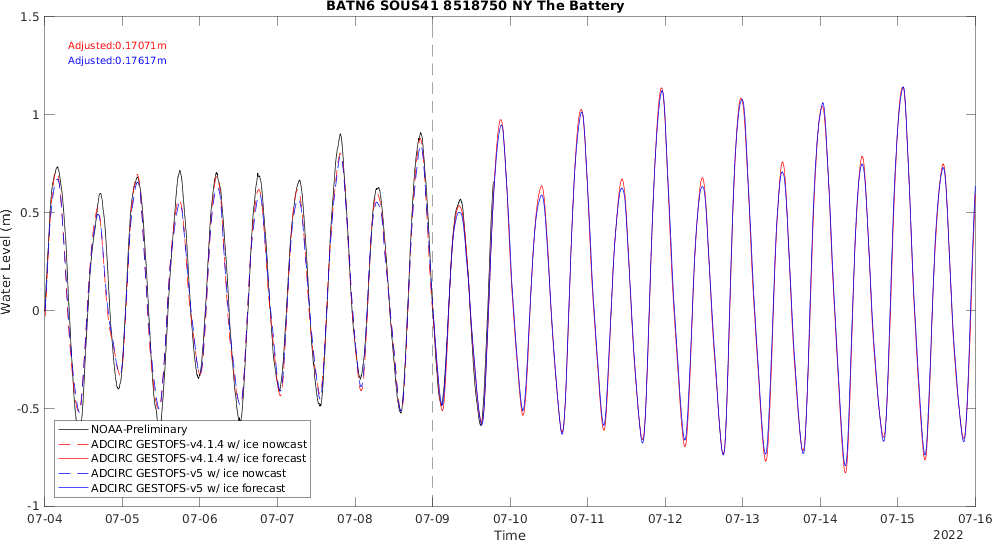 BATN6 SOUS41 8518750 NY The Battery
1.5
Adjusted:0.17071m
Adjusted:0.17617m
1
0.5
0
-0.5
-1
Water Level (m)
NOAA-Preliminary
ADCIRC GESTOFS-v4.1.4 w/ ice nowcast
ADCIRC GESTOFS-v4.1.4 w/ ice forecast
ADCIRC GESTOFS-v5 w/ ice nowcast
ADCIRC GESTOFS-v5 w/ ice forecast
07-04 07-05 07-06 07-07 07-08 07-09 07-10 07-11 07-12 07-13 07-14 07-15 07-16
Time
2022